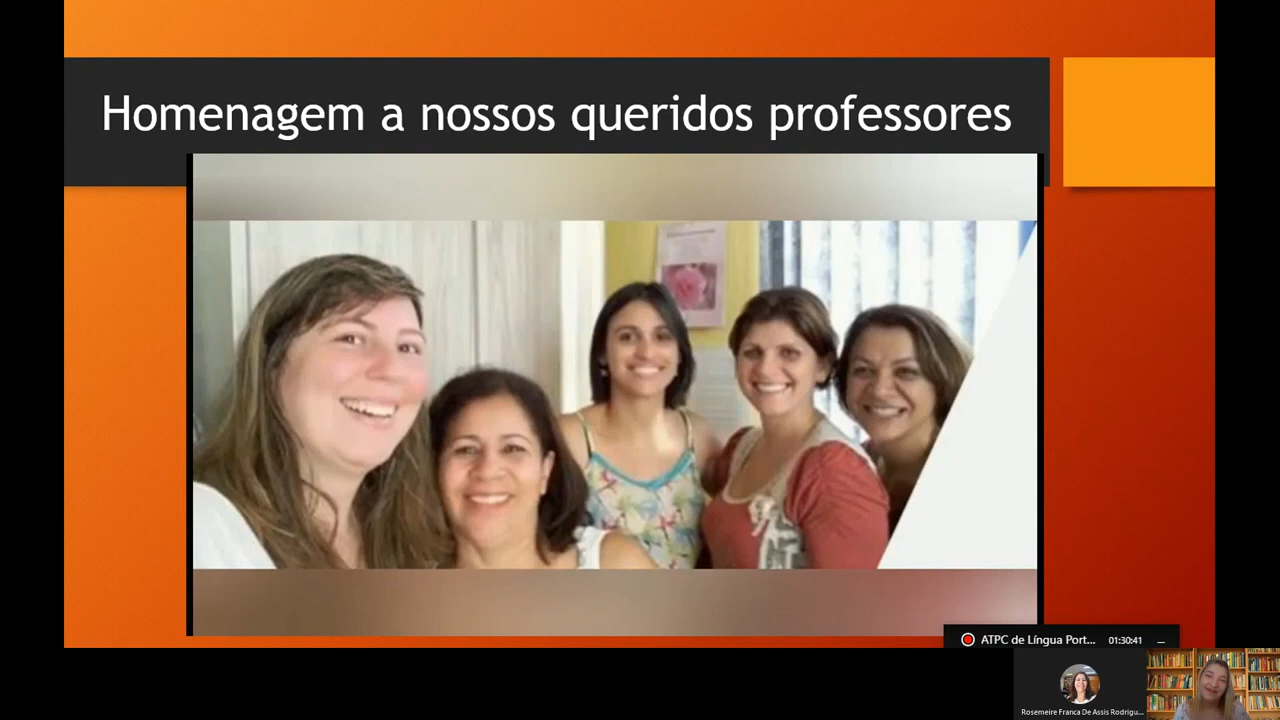 Homenagem a nossos queridos professores
ATPC de Língua Port... 01:30:41
Rosemeire Franca De Assis Rodrigu...